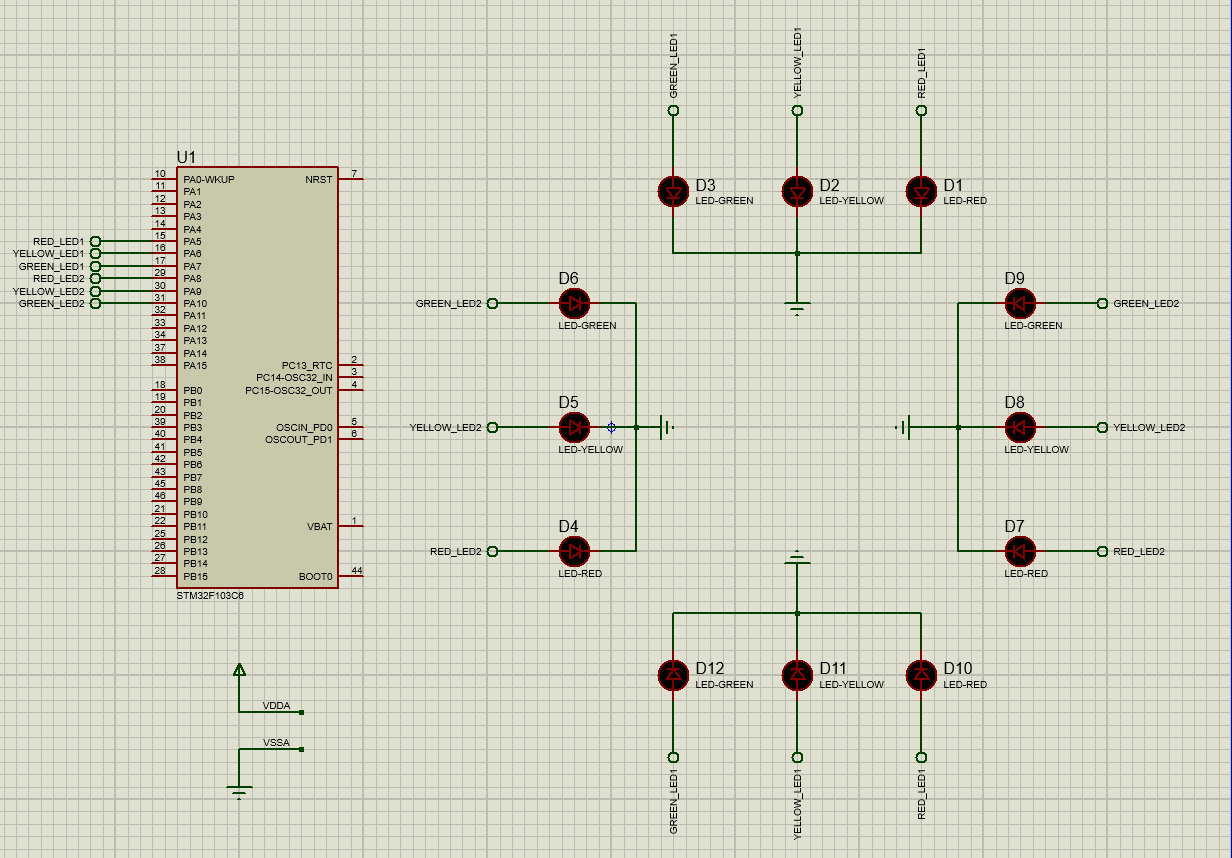 U1
10 PA0-WKUP NRST 7
11 PA1
12 PA2
13 PA3
14 PA4
RED_LED1 15 PA5
YELLOW_LED1 16 PA6
GREEN_LED1 17 PA7
RED_LED2 29 PA8
YELLOW_LED2 30 PA9
GREEN_LED2 31 PA10
32 PA11
33 PA12
34 PA13
37 PA14
38 PA15 PC13_RTC 2
PC14-OSC32_IN 3
18 PB0 PC15-OSC32_OUT 4
19 PB1
20 PB2
39 PB3 OSCIN_PD0 5
40 PB4 OSCOUT_PD1 6
41 PB5
42 PB6
43 PB7
45 PB8
46 PB9
21 PB10
22 PB11 VBAT 1
25 PB12
26 PB13
27 PB14
28 PB15 BOOT0 44
STM32F103C6
VDDA
VSSA
GREEN_LED1
YELLOW_LED1
RED_LED1
D3
LED-GREEN
D2
LED-YELLOW
D1
LED-RED
D6
GREEN_LED2
LED-GREEN
D5
YELLOW_LED2
LED-YELLOW
D4
RED_LED2
LED-RED
D9
GREEN_LED2
LED-GREEN
D8
YELLOW_LED2
LED-YELLOW
D7
RED_LED2
LED-RED
D12
LED-GREEN
D11
LED-YELLOW
D10
LED-RED
GREEN_LED1
YELLOW_LED1
RED_LED1